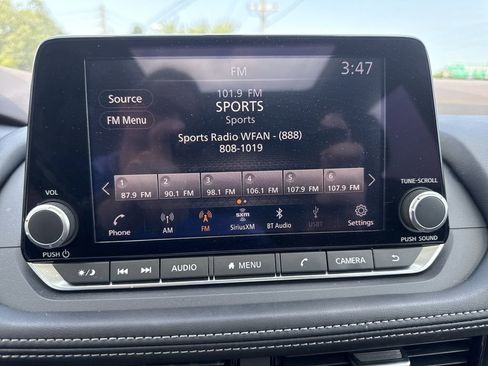 FM
3:47
Source
101.9 FM
SPORTS
FM Menu
Sports
Sports Radio WFAN - (888)
808-1019
1 2 3 4 5 6
87.9 FM 90.1 FM 98.1 FM 106.1 FM 107.9 FM 107.9 FM
VOL
TUNE-SCROLL
Phone AM FM SiriusXM BT Audio USB1 Settings
sxm
PUSH
PUSH SOUND
AUDIO MENU CAMERA